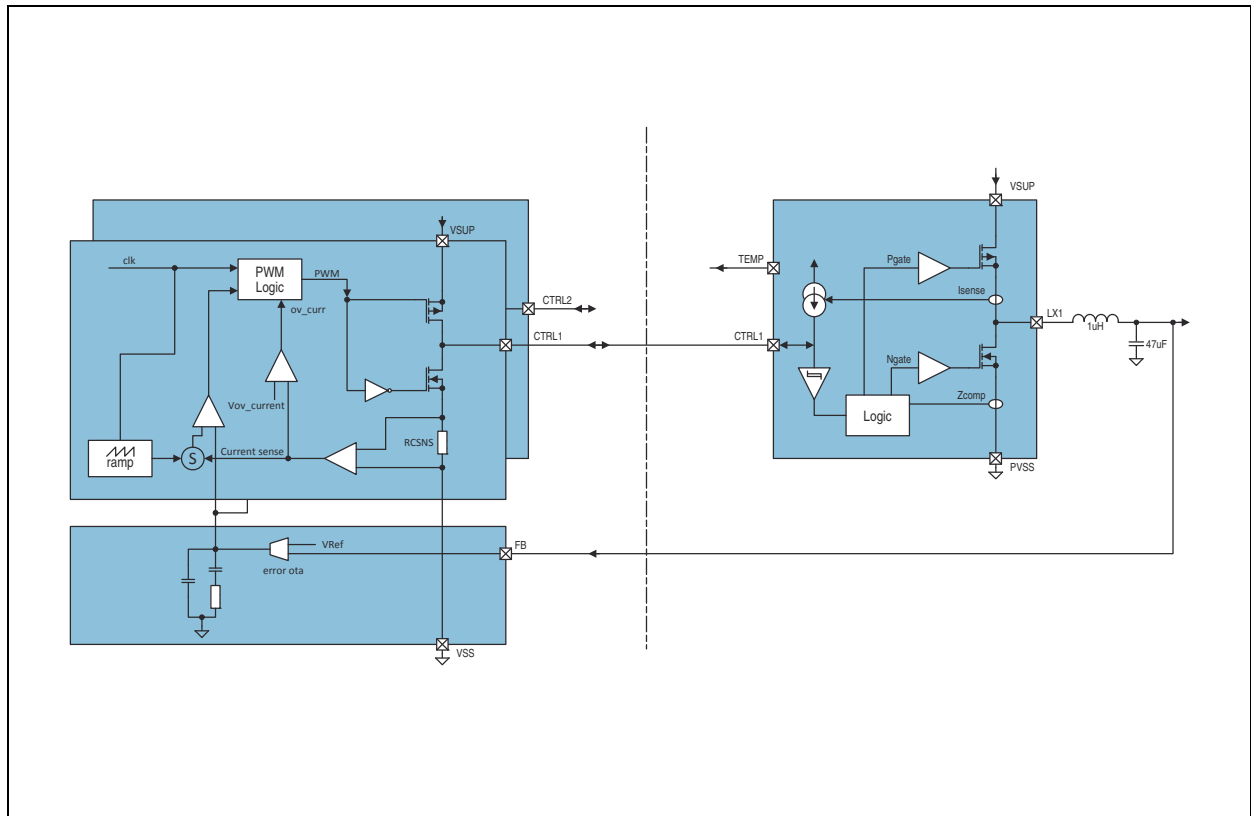 VSUP
clk
PWM
Logic
PWM
ov_curr
CTRL2
CTRL1
Vov_current
ramp
S
Current sense
RCSNS
VRef
error ota
FB
VSS
VSUP
TEMP
Pgate
Isense
LX1
1uH
47uF
CTRL1
Ngate
Zcomp
Logic
PVSS